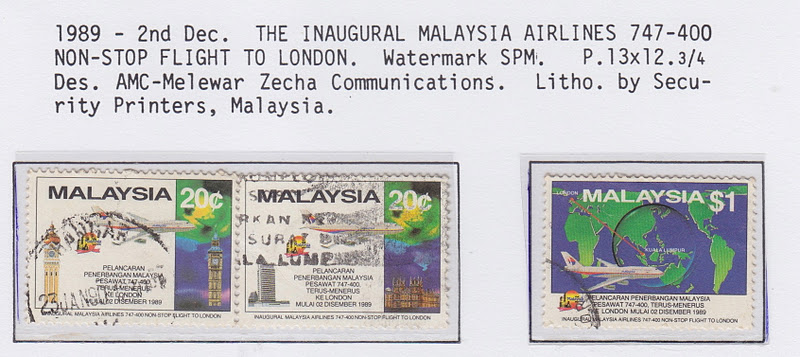 1989 - 2nd Dec. THE INAUGURAL MALAYSIA AIRLINES 747-400
NON-STOP FLIGHT TO LONDON. Watermark SPM. P.13x12.3/4
Des. AMC-Melewar Zecha Communications. Litho. by Secu-
rity Printers, Malaysia.
MALAYSIA 20¢
PELANCARAN
PENERBANGAN MALAYSIA
PESAWAT 747-400,
TERUS-MENERUS
KE LONDON
MULAI 02 DISEMBER 1989
INAUGURAL MALAYSIA AIRLINES 747-400 NON-STOP FLIGHT TO LONDON
MALAYSIA 20¢
SURAT
PELANCARAN
PENERBANGAN MALAYSIA
PESAWAT 747-400,
TERUS-MENERUS
KE LONDON
MULAI 02 DISEMBER 1989
INAUGURAL MALAYSIA AIRLINES 747-400 NON-STOP FLIGHT TO LONDON
LONDON
MALAYSIA $1
KUALA LUMPUR
PELANCARAN PENERBANGAN MALAYSIA
PESAWAT 747-400, TERUS-MENERUS
KE LONDON MULAI 02 DISEMBER 1989
INAUGURAL MALAYSIA AIRLINES 747-400 NON-STOP FLIGHT TO LONDON